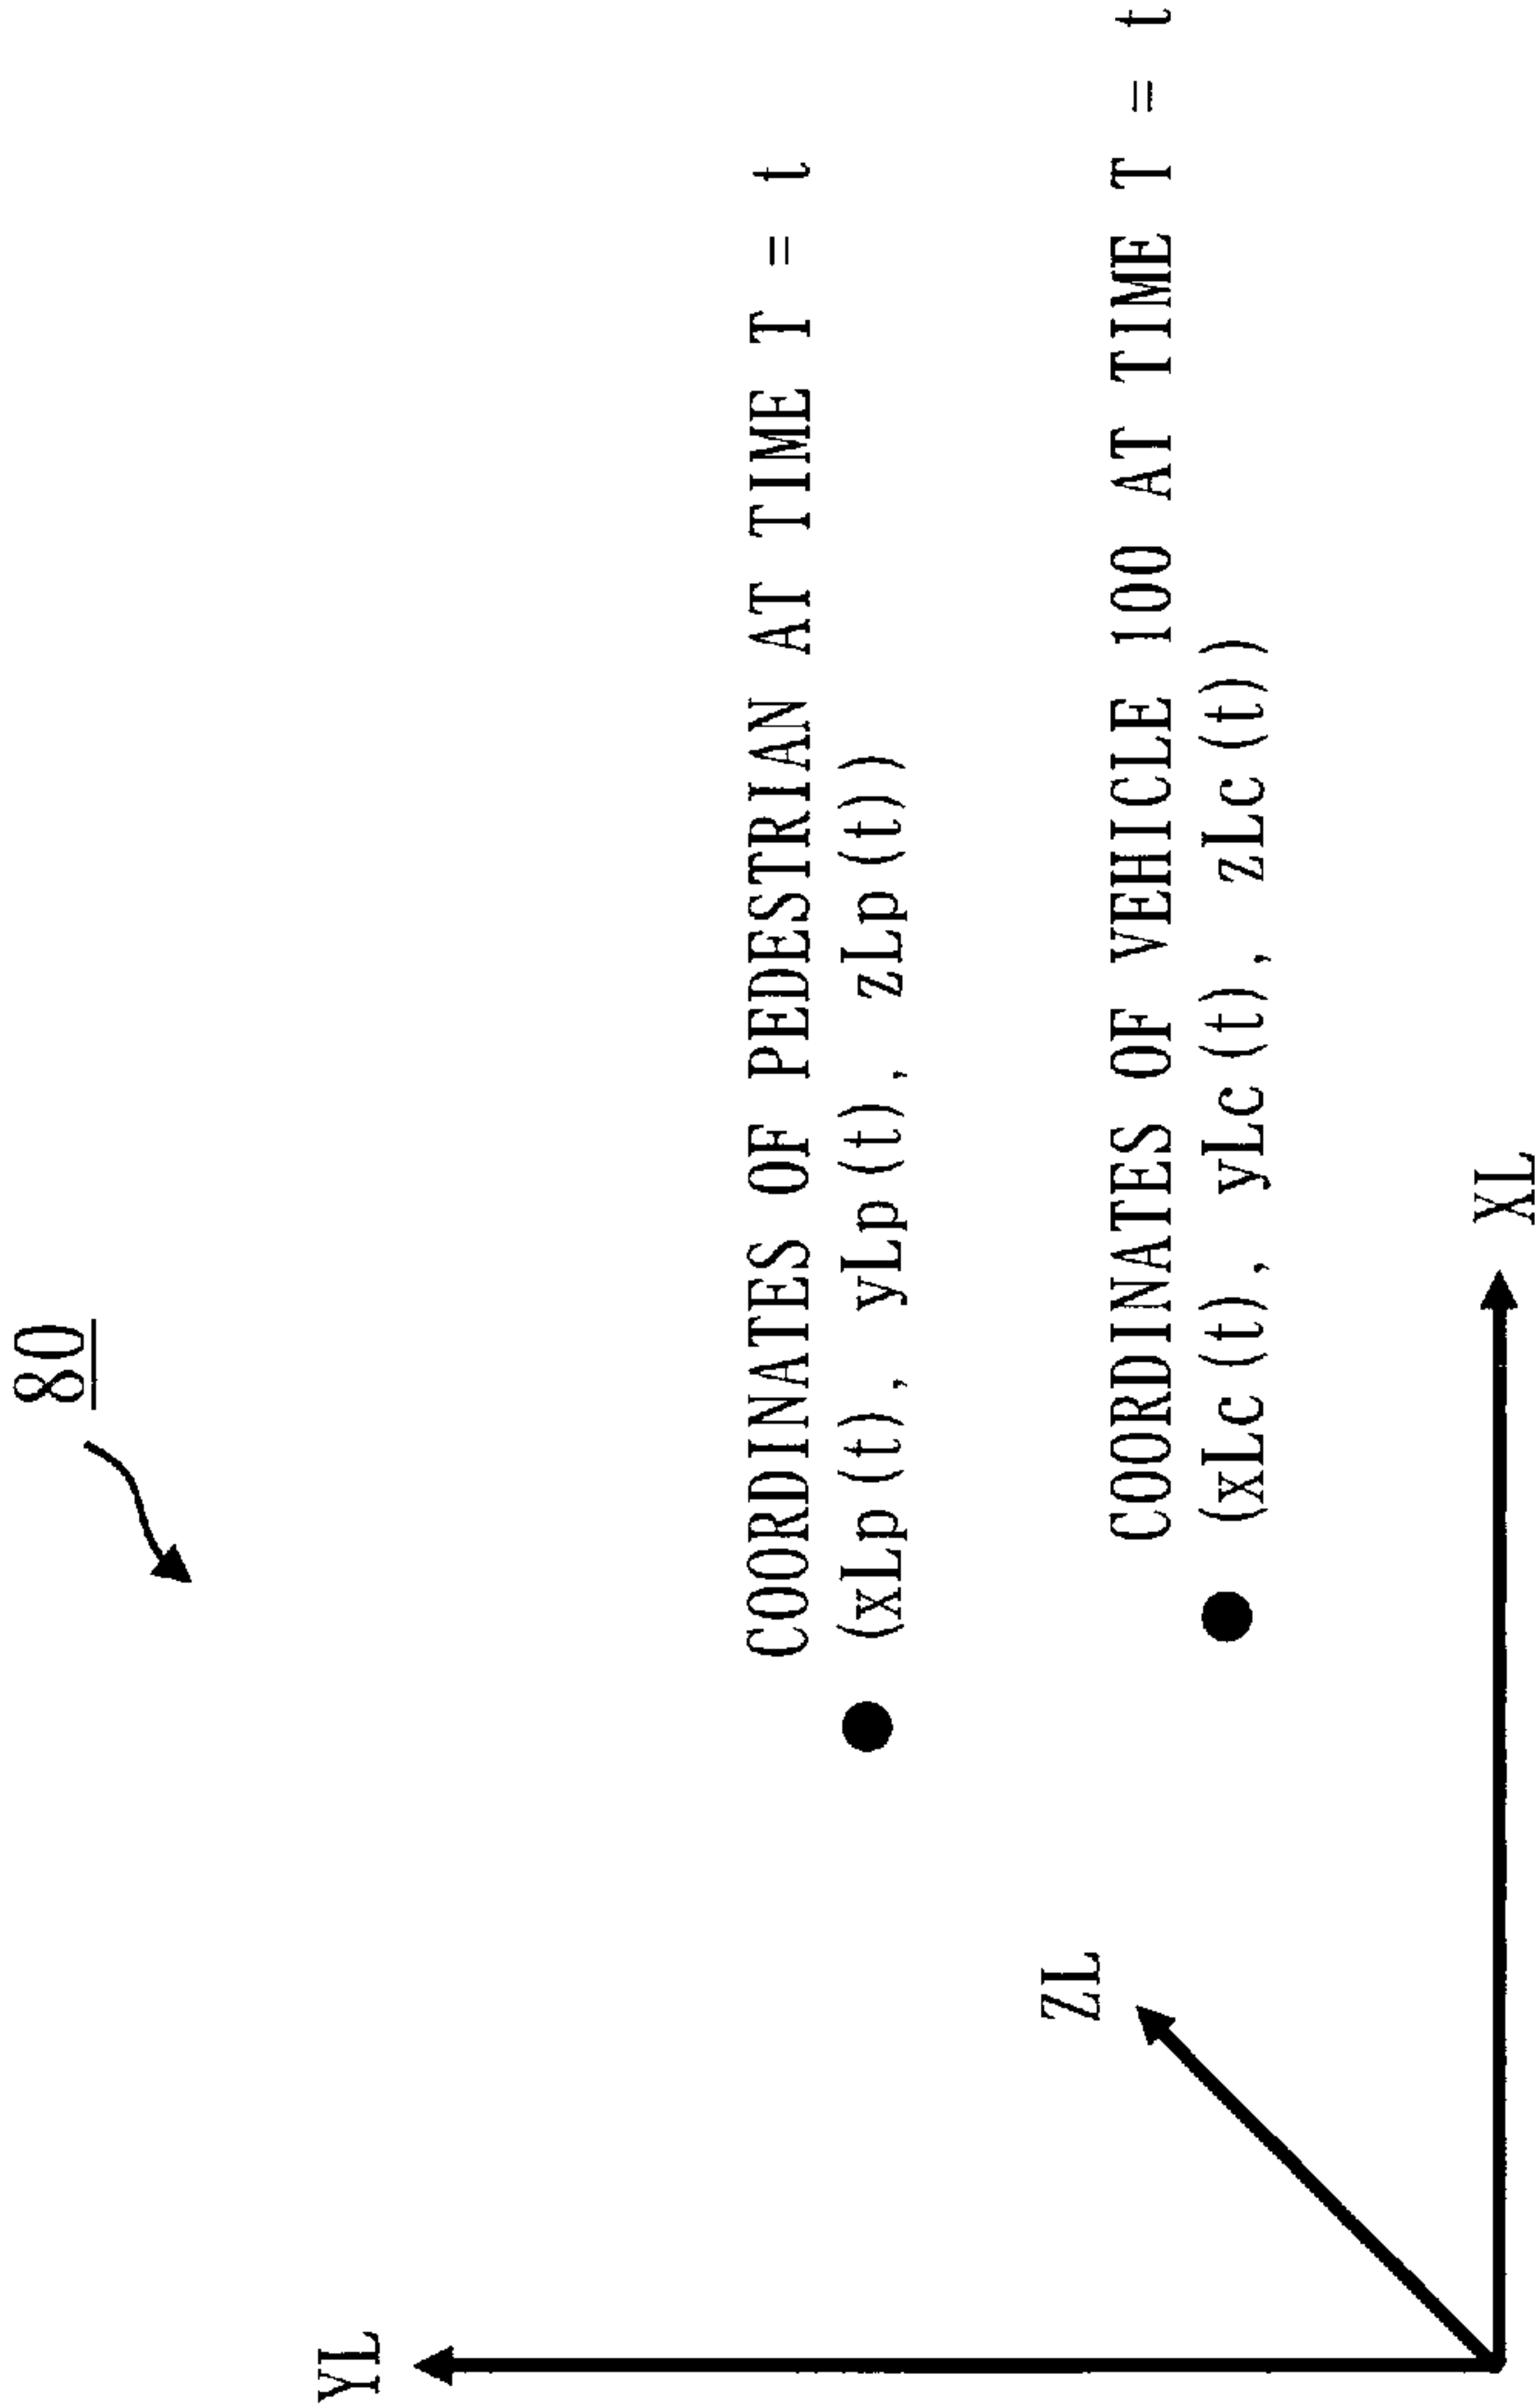 80
YL
COORDINATES OF PEDESTRIAN AT TIME T = t
(xLp(t), yLp(t), zLp(t))
ZL
COORDINATES OF VEHICLE 100 AT TIME T = t
(xLc(t), yLc(t), zLc(t))
XL